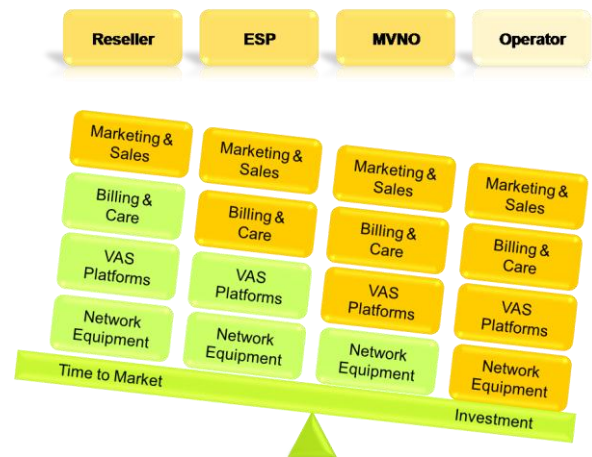 Reseller
ESP
MVNO
Operator
Marketing &
Sales
Marketing &
Sales
Marketing &
Sales
Marketing &
Sales
Billing &
Care
Billing &
Care
Billing &
Care
Billing &
Care
VAS
Platforms
VAS
Platforms
VAS
Platforms
VAS
Platforms
Network
Equipment
Network
Equipment
Network
Equipment
Network
Equipment
Time to Market
Investment